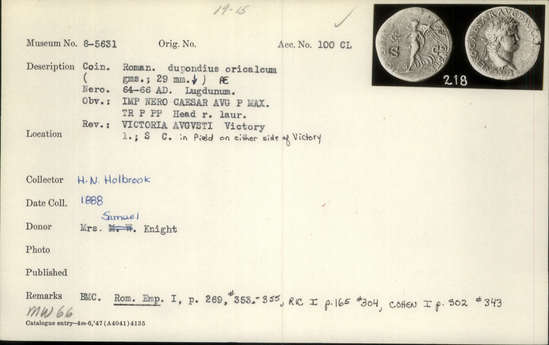 19-15 ✓
Museum No. 8-5631 Orig. No. Acc. No. 100 CL
Description Coin. Roman. dupondius oricalcum
( gms.; 29 mm.↓) Æ
Nero. 64-66 AD. Lugdunum.
Obv.: IMP NERO CAESAR AVG P MAX.
TR P PP Head r. laur.
Rev.: VICTORIA AVGVSTI Victory
Location l.; S C. in field on either side of Victory
218
Collector H.N. Holbrook
Date Coll. 1888
Samuel
Donor Mrs. Knight
Photo
Published
Remarks BMC. Rom. Emp. I, p. 269, #353-355, RIC I p.165 #304, COHEN I p. 302 #343
MW66
Catalogue entry—4m-6,'47 (A4041) 4135